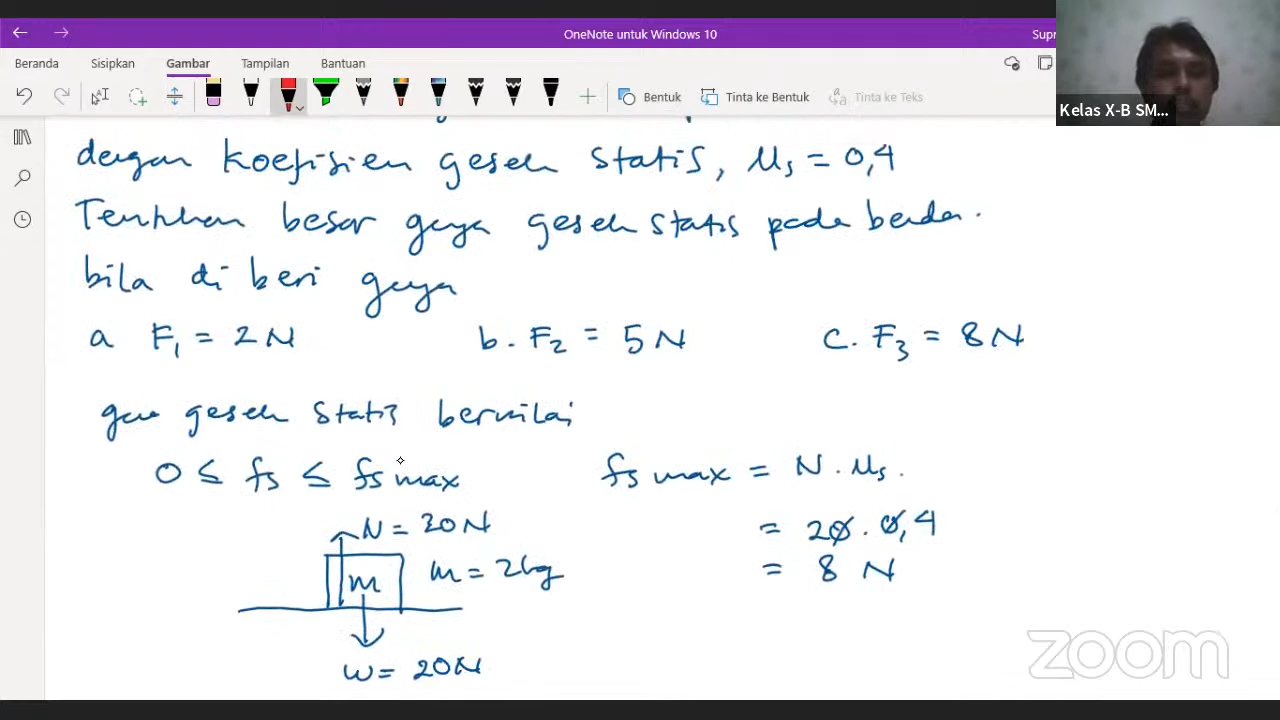 OneNote untuk Windows 10
Supr
Beranda Sisipkan Gambar Tampilan Bantuan
Bentuk Tinta ke Bentuk Tinta ke Teks
Kelas X-B SM...
dengan koefisien gesek statis, μs = 0,4
Tentukan besar gaya gesek statis pada benda.
bila di beri gaya
a F1 = 2 N b. F2 = 5 N c. F3 = 8 N
gesek statis bernilai
0 ≤ fs ≤ fs max fs max = N . μs.
N = 20 N = 20 . 0,4
m m = 2 kg = 8 N
w = 20 N
zoom